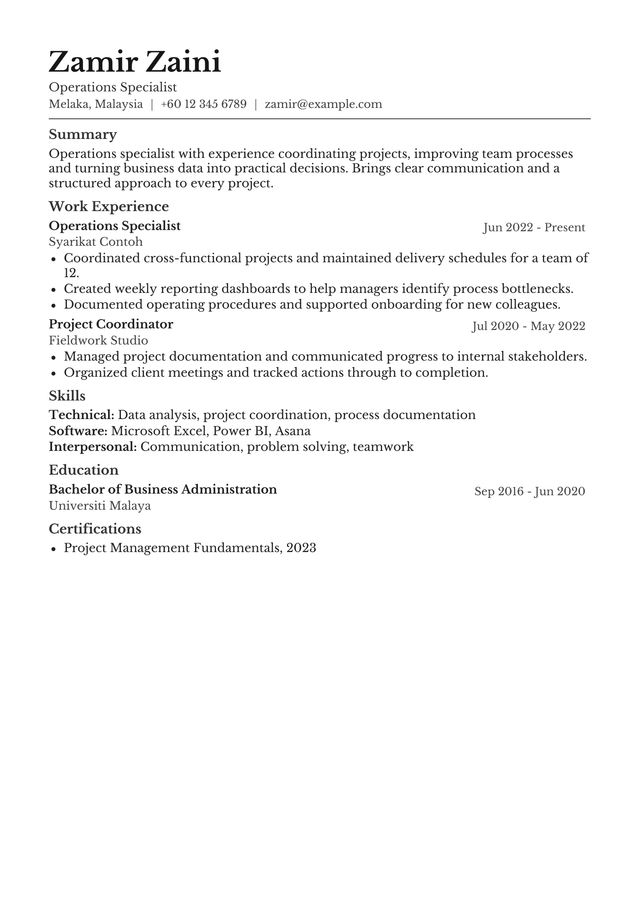 Zamir Zaini
Operations Specialist
Melaka, Malaysia | +60 12 345 6789 | zamir@example.com
Summary
Operations specialist with experience coordinating projects, improving team processes
and turning business data into practical decisions. Brings clear communication and a
structured approach to every project.
Work Experience
Operations Specialist Jun 2022 - Present
Syarikat Contoh
• Coordinated cross-functional projects and maintained delivery schedules for a team of
12.
• Created weekly reporting dashboards to help managers identify process bottlenecks.
• Documented operating procedures and supported onboarding for new colleagues.
Project Coordinator Jul 2020 - May 2022
Fieldwork Studio
• Managed project documentation and communicated progress to internal stakeholders.
• Organized client meetings and tracked actions through to completion.
Skills
Technical: Data analysis, project coordination, process documentation
Software: Microsoft Excel, Power BI, Asana
Interpersonal: Communication, problem solving, teamwork
Education
Bachelor of Business Administration Sep 2016 - Jun 2020
Universiti Malaya
Certifications
• Project Management Fundamentals, 2023